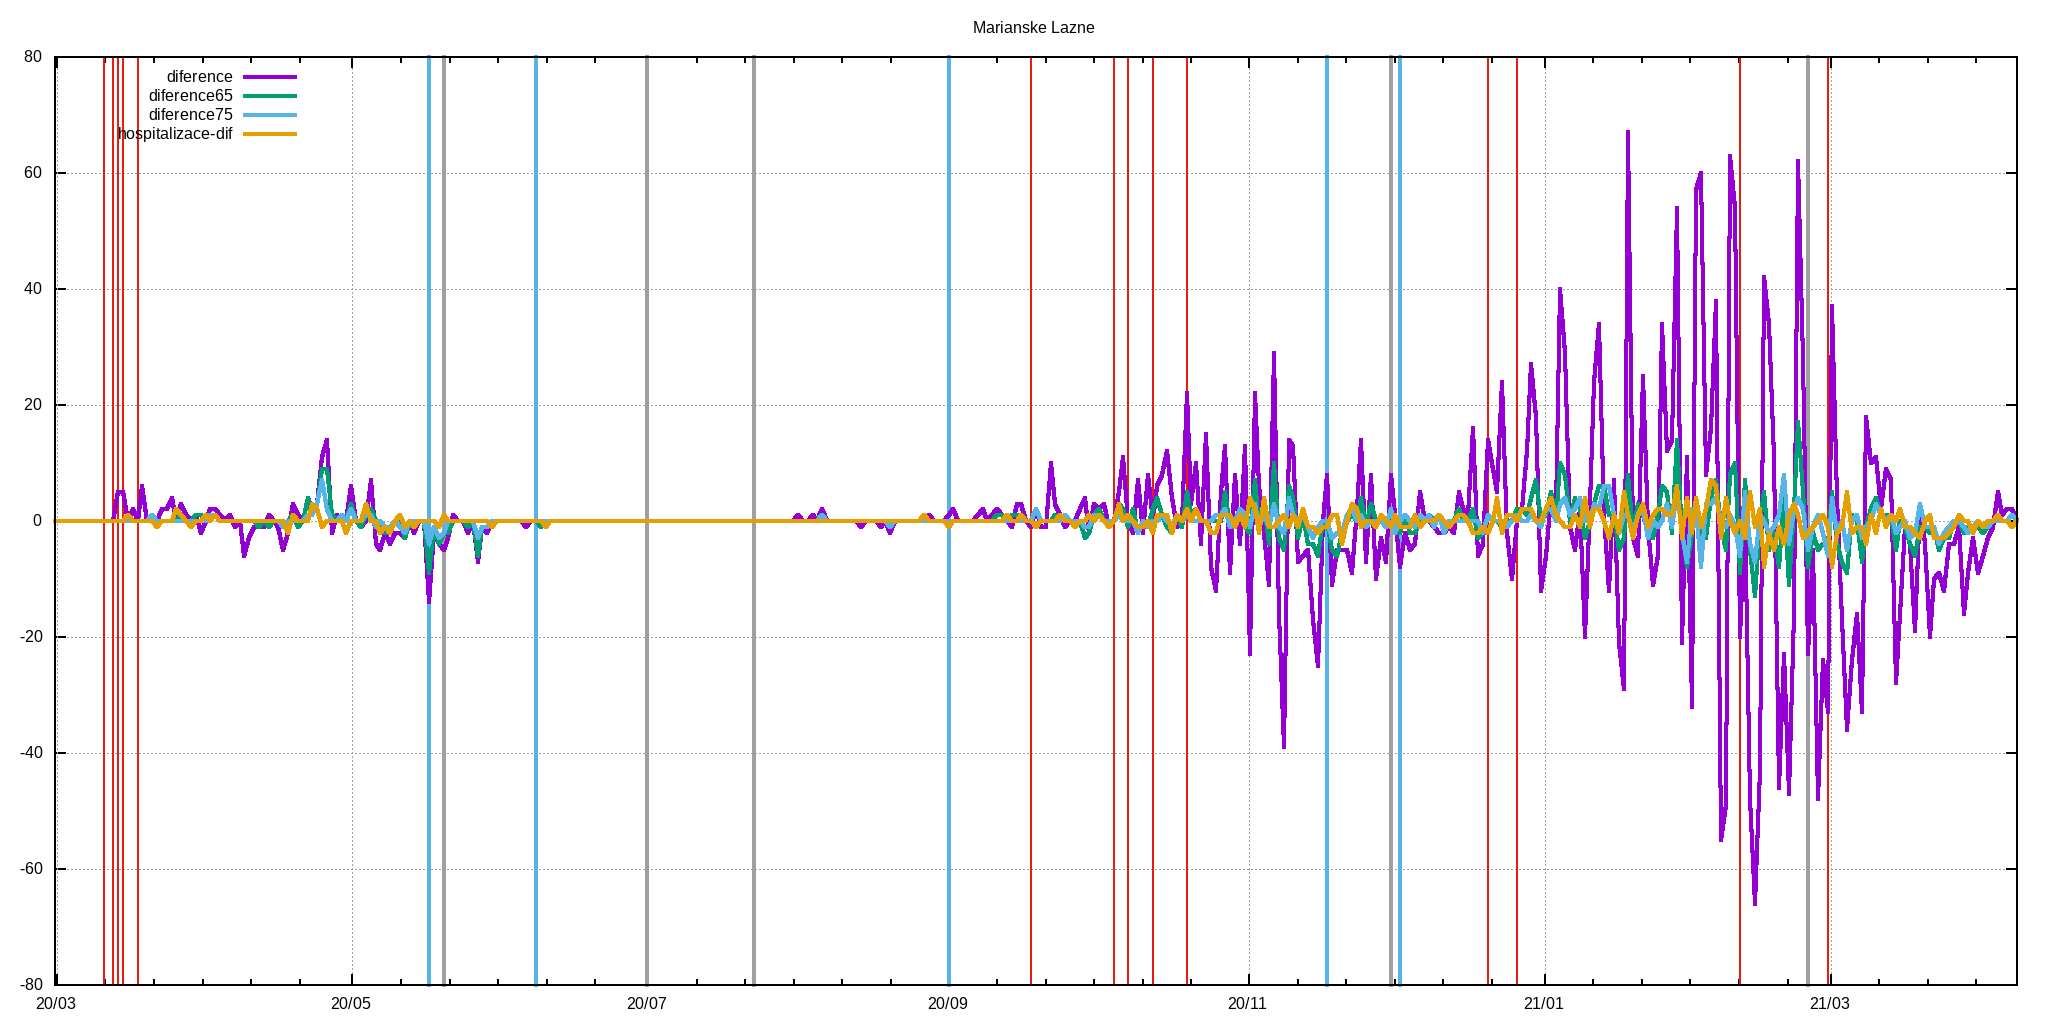 Marianske Lazne
80
60
40
20
0
-20
-40
-60
-80
diference
diference65
diference75
hospitalizace-dif
20/03 20/05 20/07 20/09 20/11 21/01 21/03